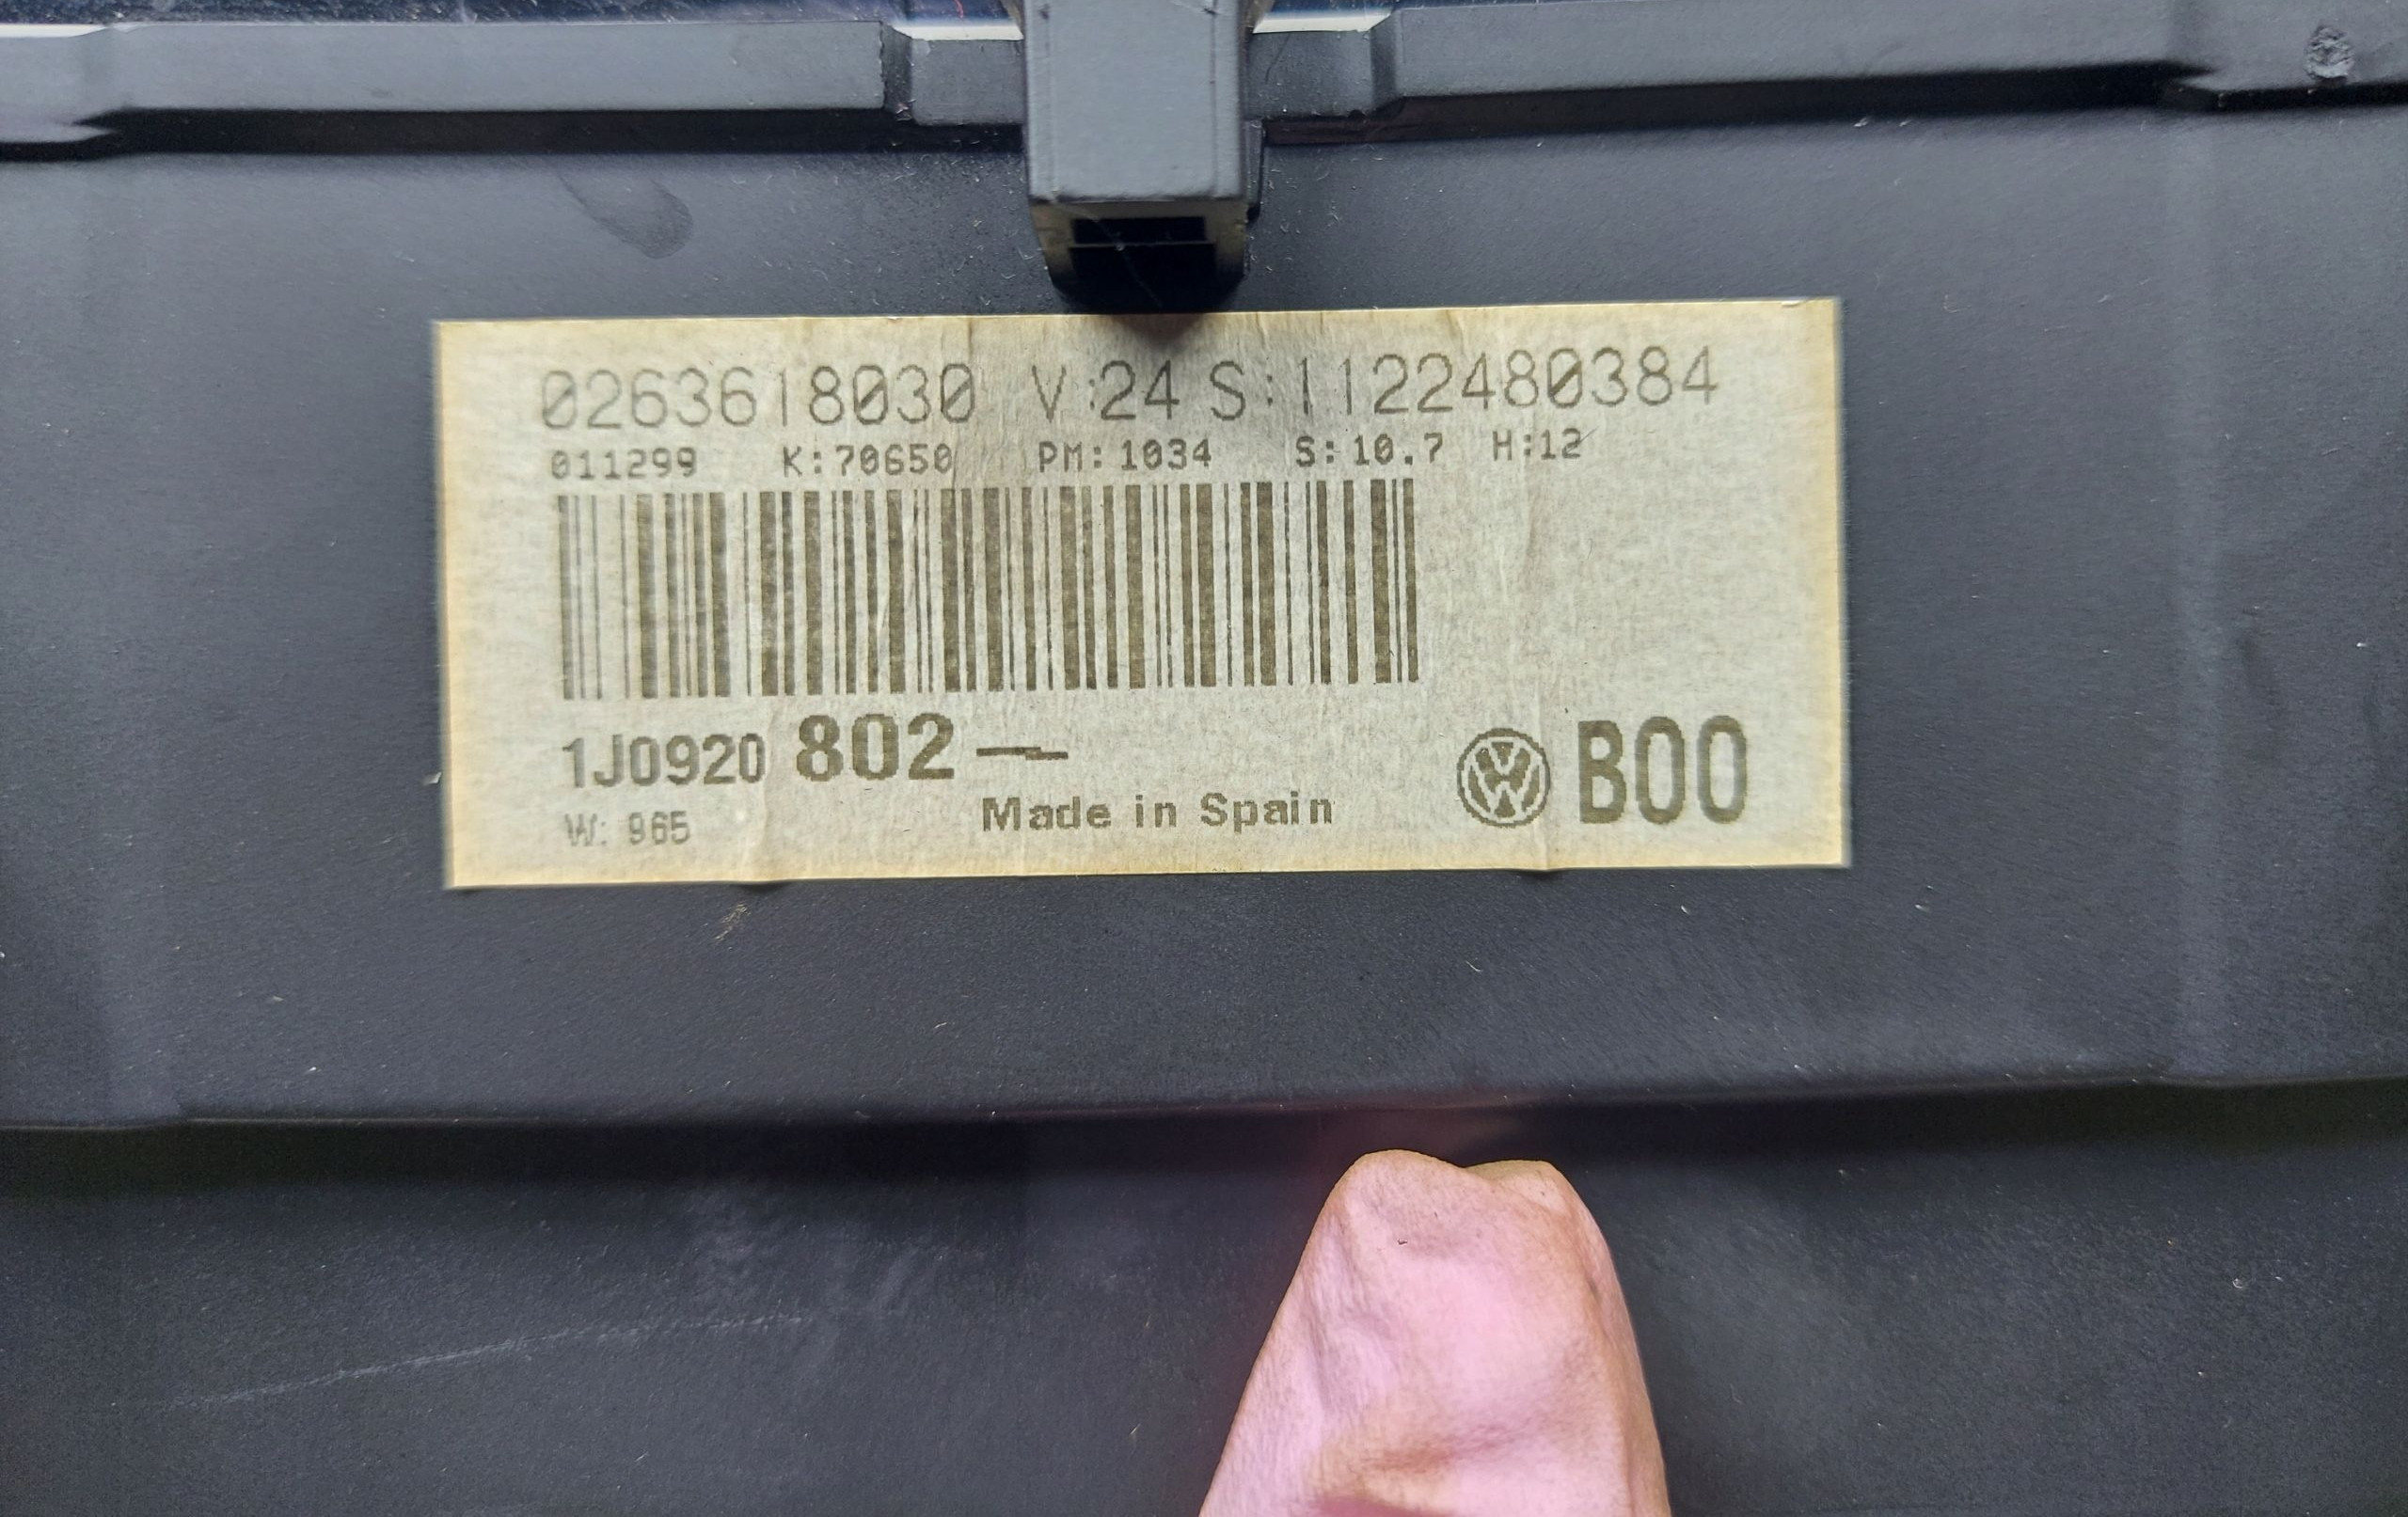 0263618030 V:24 S:1122480384
011299 K:70650 PM:1034 S:10.7 H:12
1J0920 802 —
W: 965 Made in Spain B00